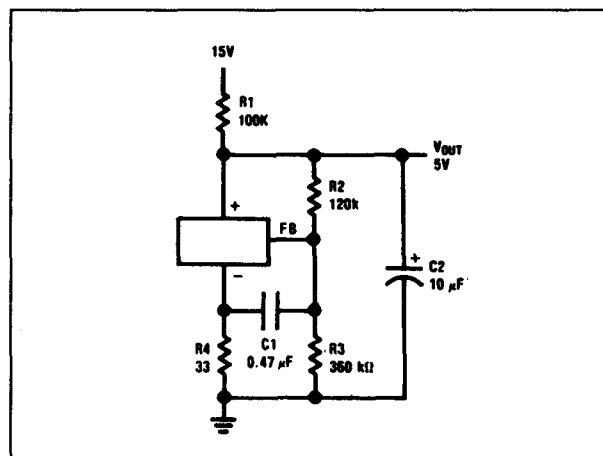 15V
R1
100K
VOUT
5V
R2
120k
+
FB
−
+
C2
10 µF
C1
0.47 µF
R4
33
R3
360 kΩ